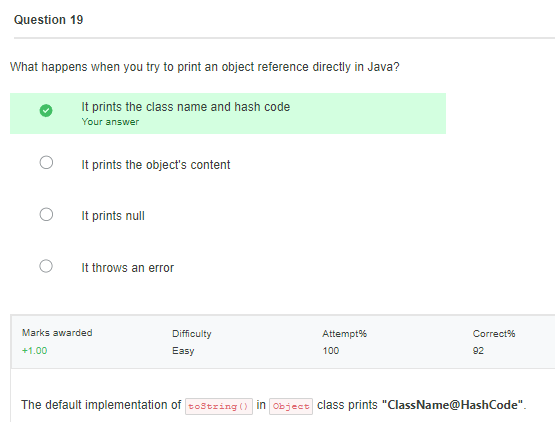 Question 19
What happens when you try to print an object reference directly in Java?
It prints the class name and hash code
Your answer
It prints the object's content
It prints null
It throws an error
Marks awarded Difficulty Attempt% Correct%
+1.00 Easy 100 92
The default implementation of toString() in Object class prints "ClassName@HashCode".